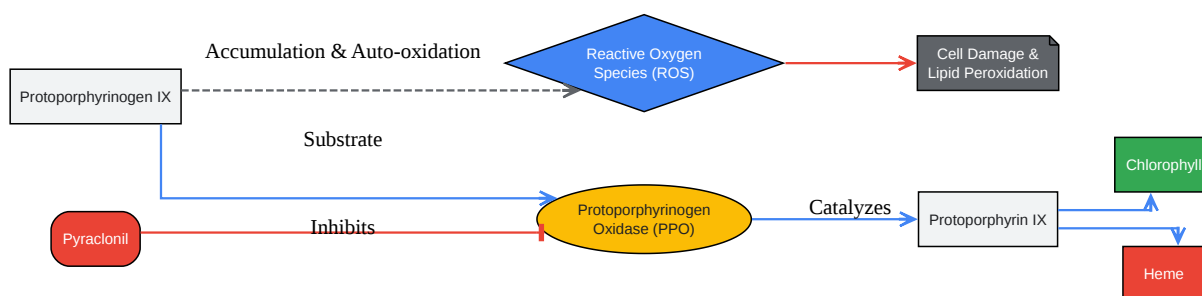 Accumulation & Auto-oxidation
Reactive Oxygen
Species (ROS)
Cell Damage &
Lipid Peroxidation
Protoporphyrinogen IX
Substrate
Chlorophyll
Pyraclonil
Inhibits
Protoporphyrinogen
Oxidase (PPO)
Catalyzes
Protoporphyrin IX
Heme